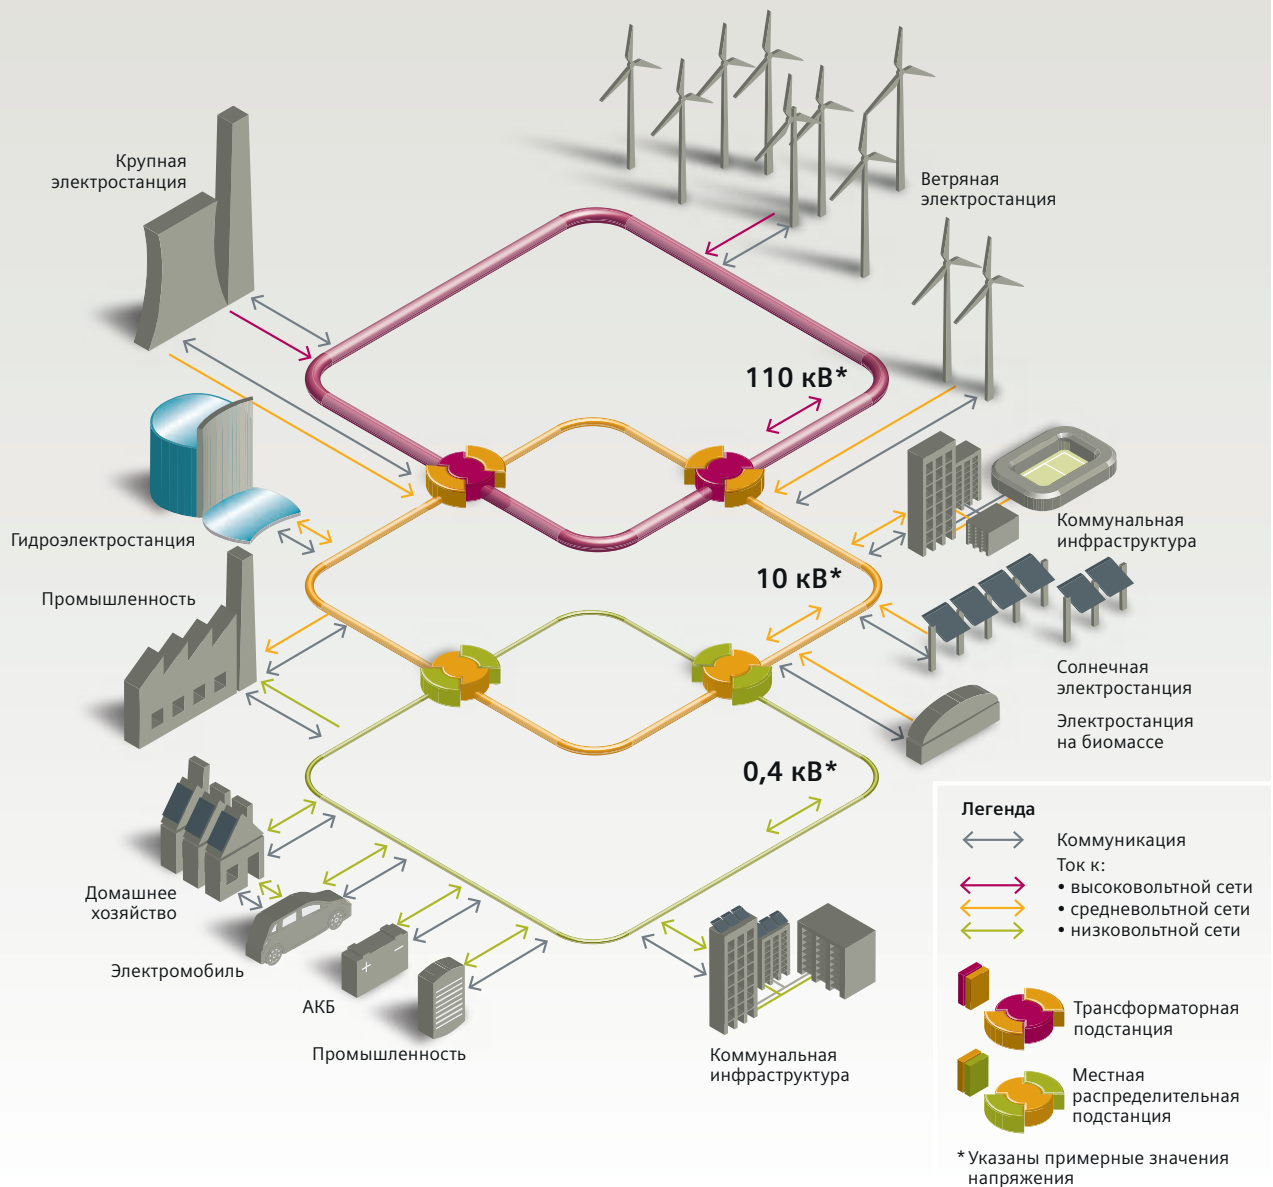 Крупная
электростанция
Ветряная
электростанция
110 кВ*
Коммунальная
инфраструктура
Гидроэлектростанция
10 кВ*
Промышленность
Солнечная
электростанция
Электростанция
на биомассе
0,4 кВ*
Домашнее
хозяйство
Электромобиль
АКБ
Промышленность
Коммунальная
инфраструктура
Легенда
Коммуникация
Ток к:
• высоковольтной сети
• средневольтной сети
• низковольтной сети
Трансформаторная
подстанция
Местная
распределительная
подстанция
* Указаны примерные значения
напряжения